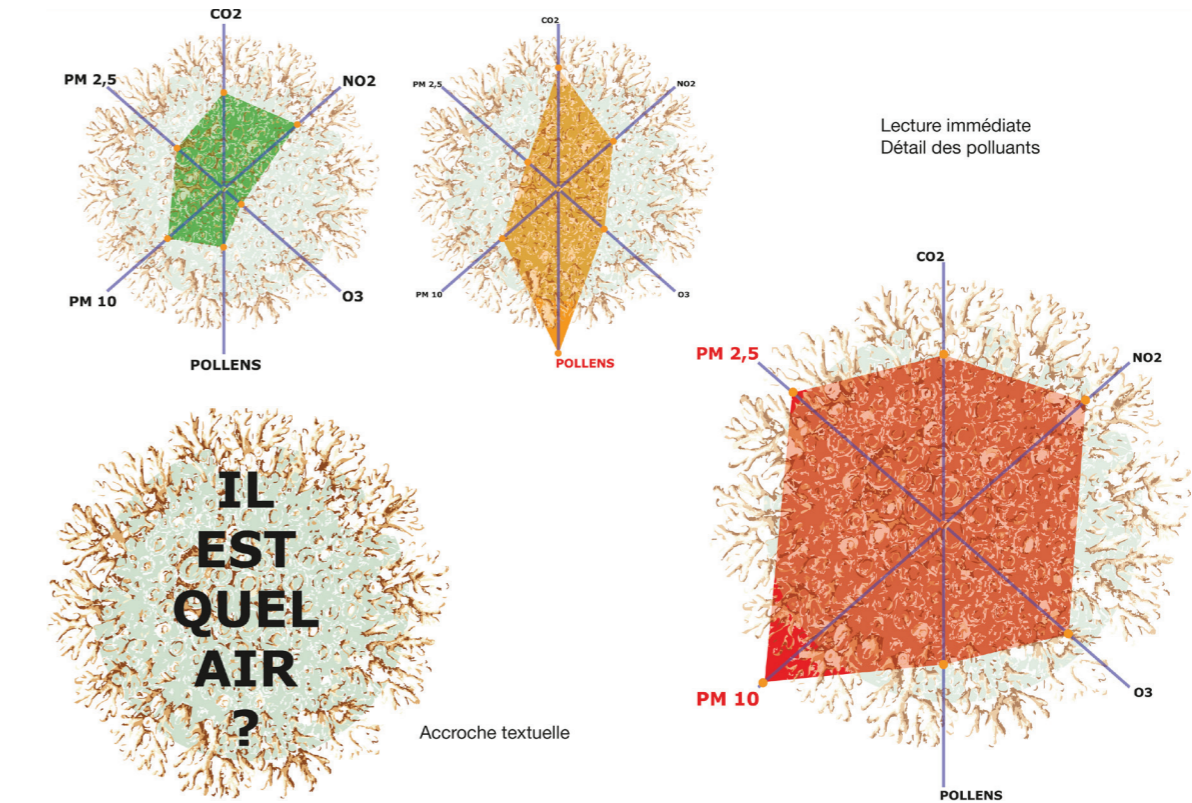 CO2
PM 2,5
NO2
PM 10
O3
POLLENS
CO2
PM 2,5
NO2
PM 10
O3
POLLENS
Lecture immédiate
Détail des polluants
CO2
PM 2,5
NO2
PM 10
O3
POLLENS
IL
EST
QUEL
AIR
?
Accroche textuelle